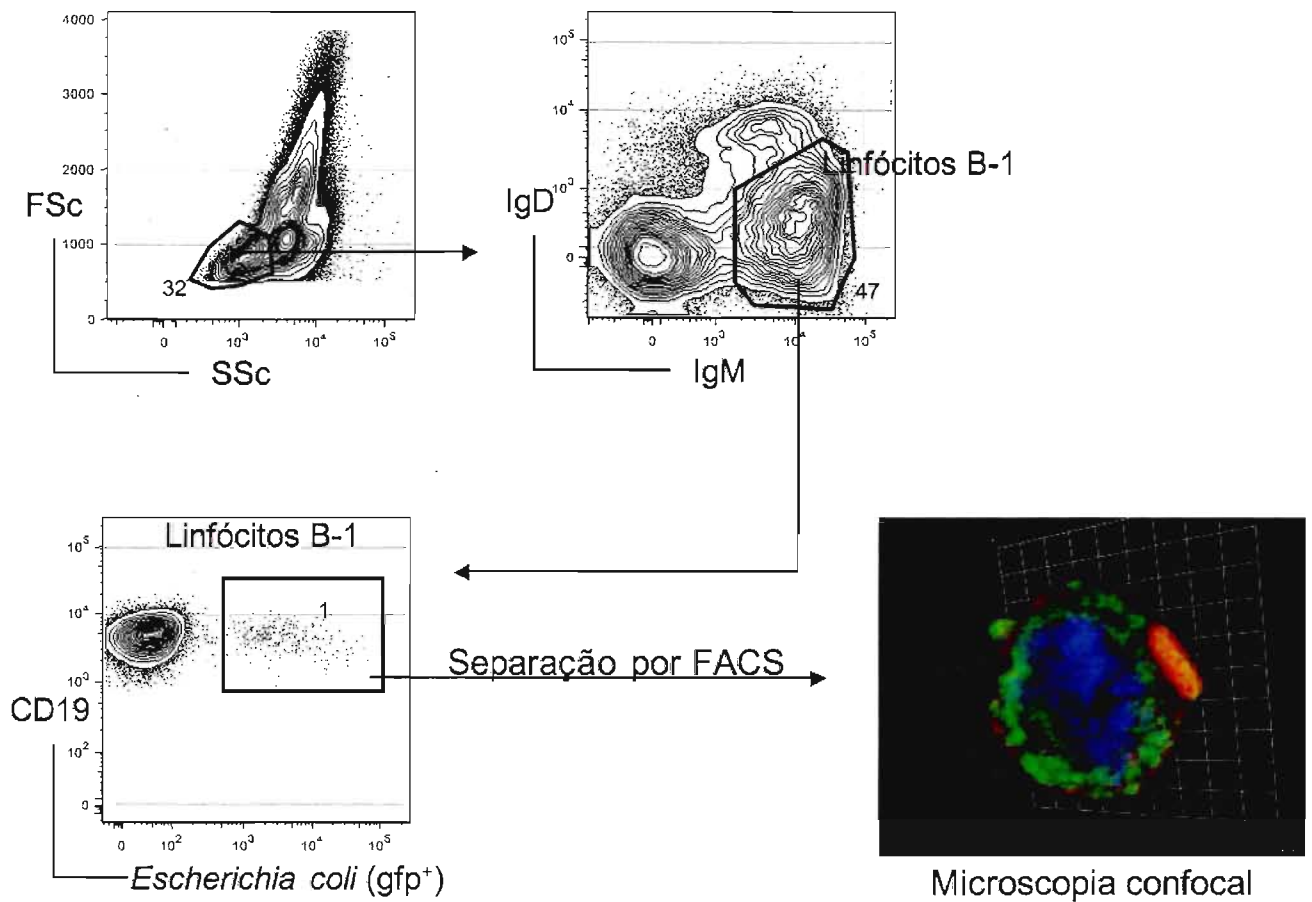 4000
3000
2000
1000
0
FSc
32
0 10³ 10⁴ 10⁵
SSc
10⁵
10⁴
10³
0
IgD
Linfócitos B-1
47
0 10³ 10⁴ 10⁵
IgM
Linfócitos B-1
10⁵
10⁴
10³
10²
0
1
CD19
0 10² 10³ 10⁴ 10⁵
Escherichia coli (gfp⁺)
Separação por FACS
Microscopia confocal